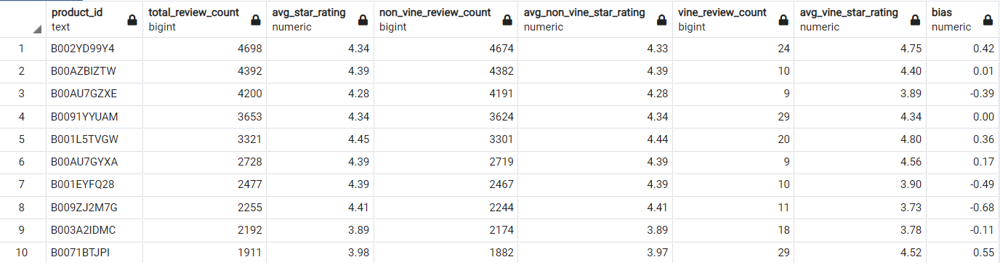 product_id total_review_count avg_star_rating non_vine_review_count avg_non_vine_star_rating vine_review_count avg_vine_star_rating bias
text bigint numeric bigint numeric bigint numeric numeric
1 B002YD99Y4 4698 4.34 4674 4.33 24 4.75 0.42
2 B00AZBIZTW 4392 4.39 4382 4.39 10 4.40 0.01
3 B00AU7GZXE 4200 4.28 4191 4.28 9 3.89 -0.39
4 B0091YYUAM 3653 4.34 3624 4.34 29 4.34 0.00
5 B001L5TVGW 3321 4.45 3301 4.44 20 4.80 0.36
6 B00AU7GYXA 2728 4.39 2719 4.39 9 4.56 0.17
7 B001EYFQ28 2477 4.39 2467 4.39 10 3.90 -0.49
8 B009ZJ2M7G 2255 4.41 2244 4.41 11 3.73 -0.68
9 B003A2IDMC 2192 3.89 2174 3.89 18 3.78 -0.11
10 B0071BTJPI 1911 3.98 1882 3.97 29 4.52 0.55